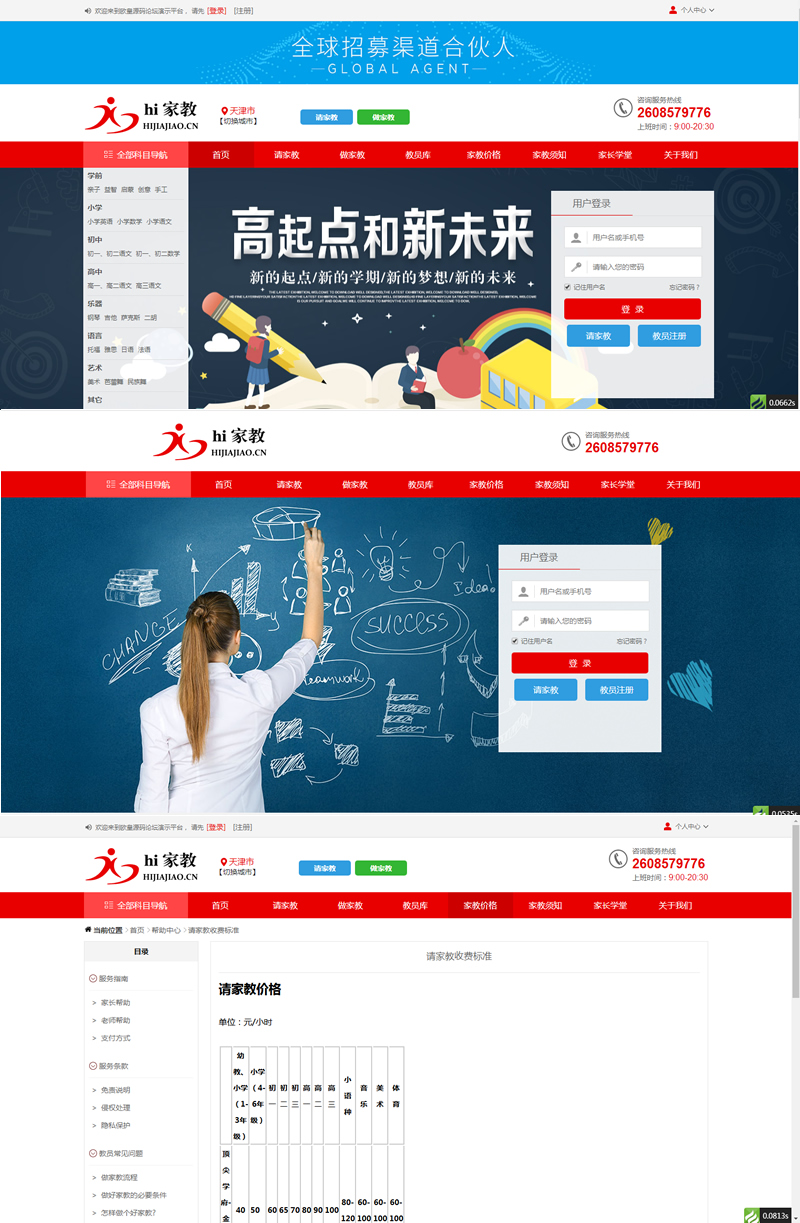 欢迎来到欧皇源码论坛演示平台，请先 [登录] [注册]
个人中心
全球招募渠道合伙人
GLOBAL AGENT
hi 家教
HIJIAJIAO.CN
天津市
【切换城市】
请家教
做家教
咨询服务热线
2608579776
上班时间：9:00-20:30
全部科目导航 首页 请家教 做家教 教员库 家教价格 家教须知 家长学堂 关于我们
学前
亲子 益智 启蒙 创意 手工
小学
小学英语 小学数学 小学语文
初中
初一、初二语文 初一、初二数学
高中
高一、高二语文 高三语文
乐器
钢琴 吉他 萨克斯 二胡
语言
托福 雅思 日语 法语
艺术
美术 芭蕾舞 民族舞
其它
高起点和新未来
新的起点/新的学期/新的梦想/新的未来
用户登录
用户名或手机号
请输入您的密码
记住用户名 忘记密码？
登 录
请家教 教员注册
0.0662s
hi 家教
HIJIAJIAO.CN
咨询服务热线
2608579776
全部科目导航 首页 请家教 做家教 教员库 家教价格 家教须知 家长学堂 关于我们
K
Idea!
CHANGE
SUCCESS
Teamwork
用户登录
用户名或手机号
请输入您的密码
记住用户名 忘记密码？
登 录
请家教 教员注册
0.0525s
欢迎来到欧皇源码论坛演示平台，请先 [登录] [注册]
个人中心
hi 家教
HIJIAJIAO.CN
天津市
【切换城市】
请家教
做家教
咨询服务热线
2608579776
上班时间：9:00-20:30
全部科目导航 首页 请家教 做家教 教员库 家教价格 家教须知 家长学堂 关于我们
当前位置 > 首页 > 帮助中心 > 请家教收费标准
目录
服务指南
> 家长帮助
> 老师帮助
> 支付方式
服务条款
> 免责说明
> 侵权处理
> 隐私保护
教员常见问题
> 做家教流程
> 做好家教的必要条件
> 怎样做个好家教?
请家教收费标准
请家教价格
单位：元/小时
幼教、小学（1-3年级） 小学（4-6年级） 初一 初二 初三 高一 高二 高三 小语种 音乐 美术 体育
顶尖学府-金 40 50 60 65 70 80 90 100 80-120 60-100 60-100 60-100
0.0813s